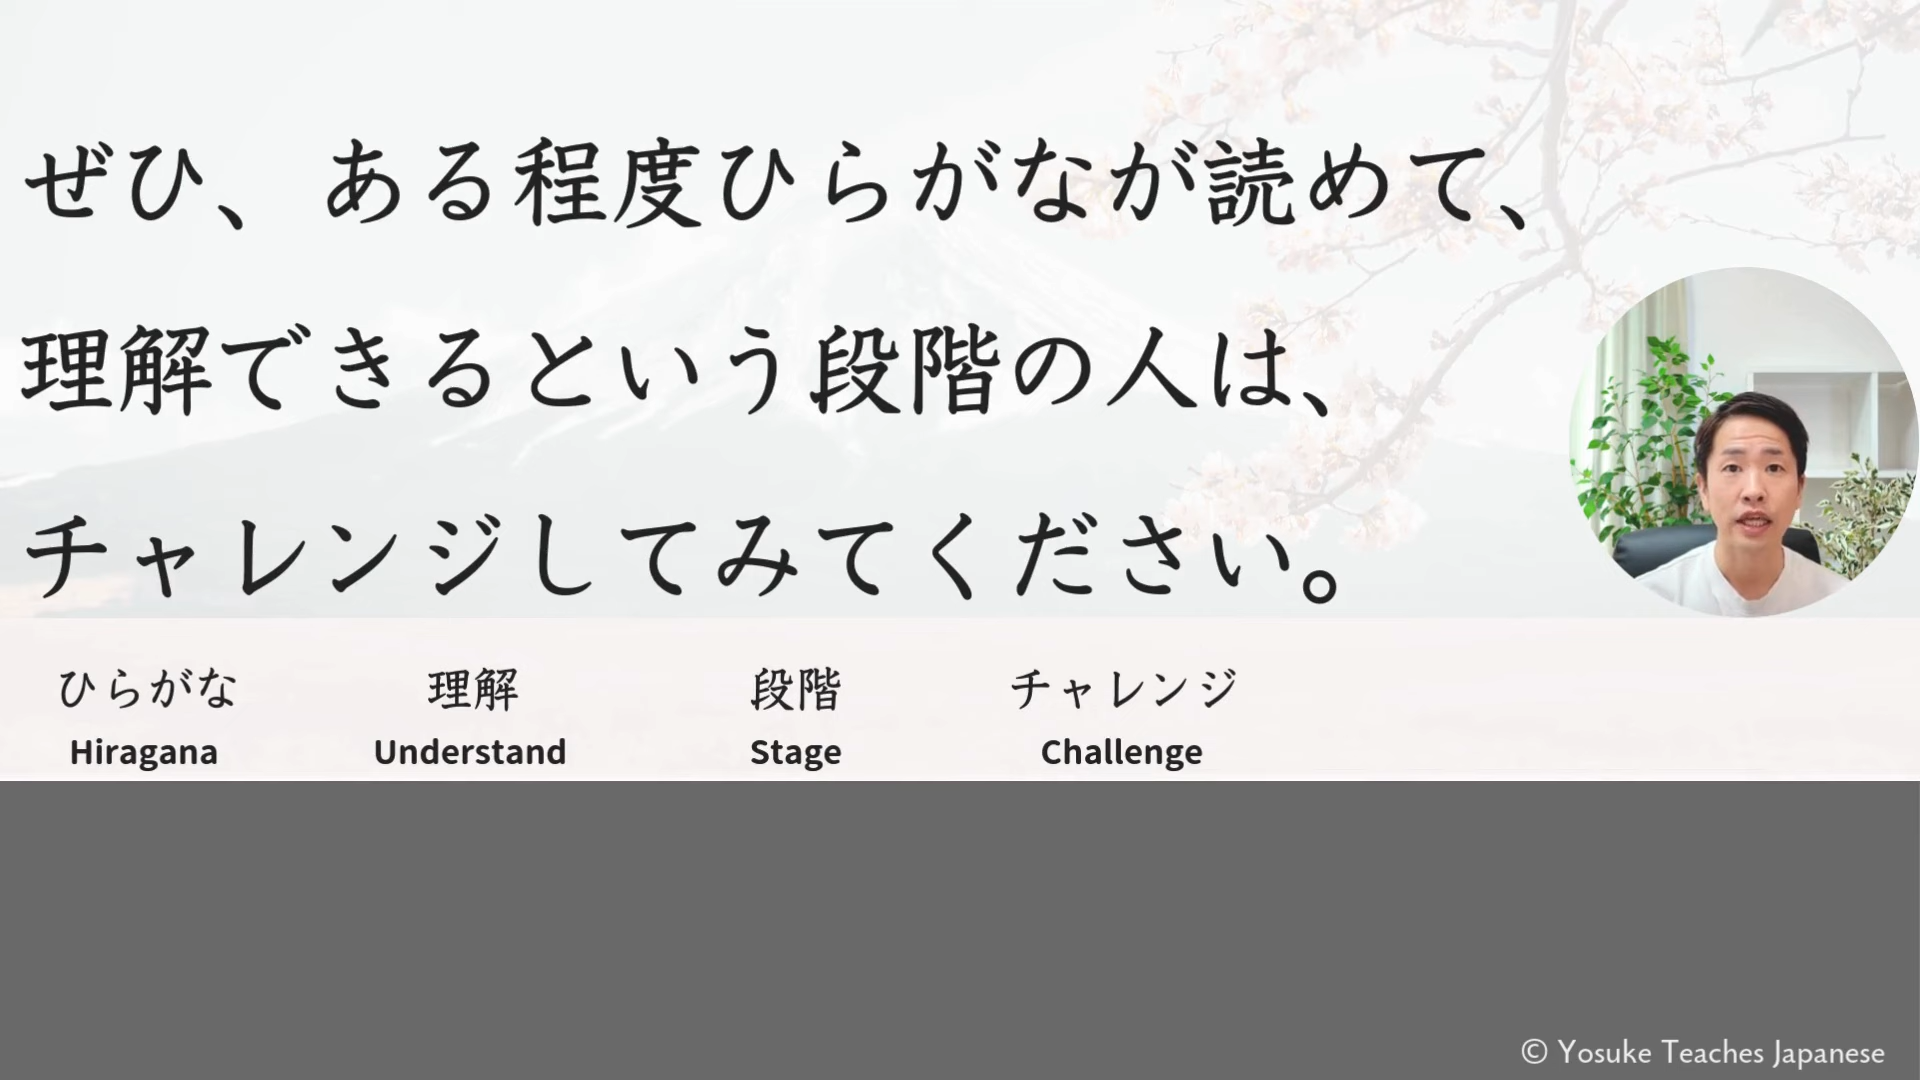 ぜひ、ある程度ひらがなが読めて、
理解できるという段階の人は、
チャレンジしてみてください。
ひらがな 理解 段階 チャレンジ
Hiragana Understand Stage Challenge
© Yosuke Teaches Japanese